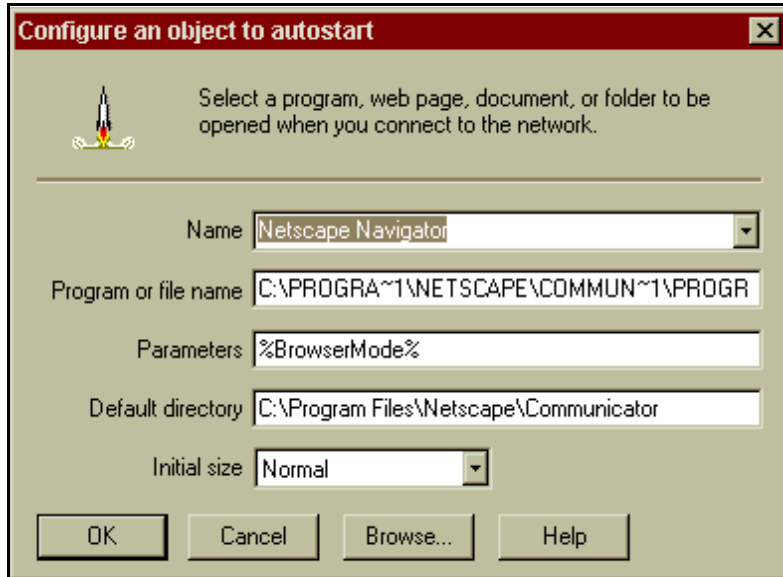 Configure an object to autostart
Select a program, web page, document, or folder to be
opened when you connect to the network.
Name Netscape Navigator
Program or file name C:\PROGRA~1\NETSCAPE\COMMUN~1\PROGR
Parameters %BrowserMode%
Default directory C:\Program Files\Netscape\Communicator
Initial size Normal
OK Cancel Browse... Help